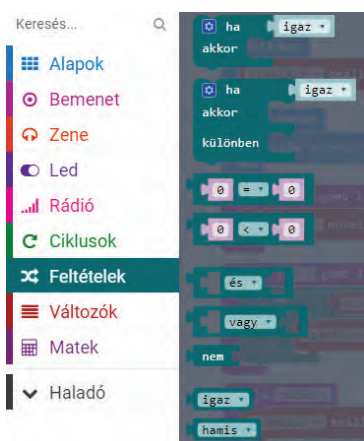 Keresés...
Alapok
Bemenet
Zene
Led
Rádió
Ciklusok
Feltételek
Változók
Matek
Haladó
ha igaz
akkor
ha igaz
akkor
különben
0 = 0
0 < 0
és
vagy
nem
igaz
hamis